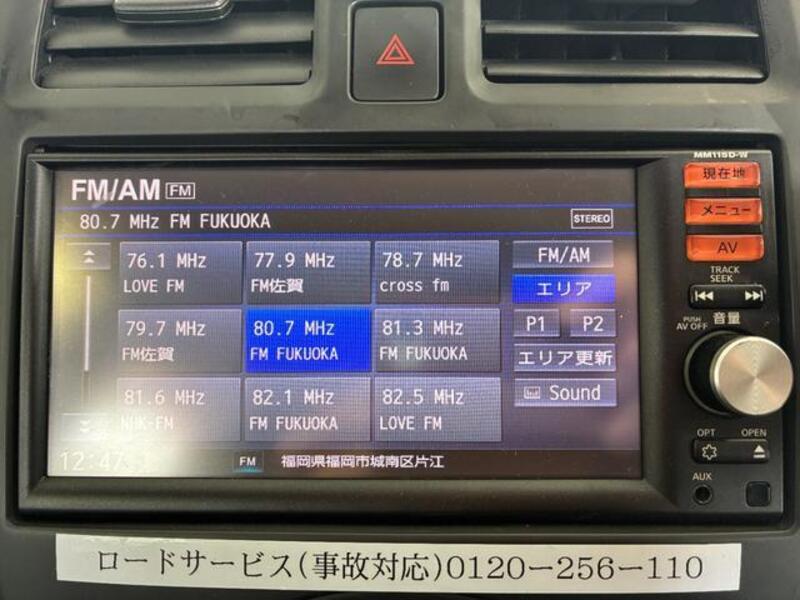 FM/AM FM
80.7 MHz FM FUKUOKA STEREO
76.1 MHz LOVE FM
77.9 MHz FM佐賀
78.7 MHz cross fm
79.7 MHz FM佐賀
80.7 MHz FM FUKUOKA
81.3 MHz FM FUKUOKA
81.6 MHz NHK-FM
82.1 MHz FM FUKUOKA
82.5 MHz LOVE FM
FM/AM
エリア
P1 P2
エリア更新
Sound
12:47
FM 福岡県福岡市城南区片江
MM115D-W
現在地
メニュー
AV
TRACK
SEEK
PUSH
AV OFF
音量
OPT OPEN
AUX
ロードサービス(事故対応)0120-256-110